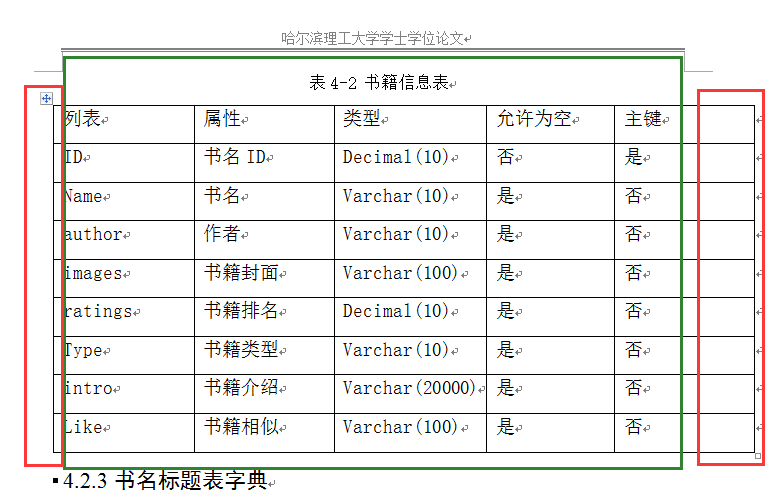 哈尔滨理工大学学士学位论文
表 4-2 书籍信息表
列表 属性 类型 允许为空 主键
ID 书名 ID Decimal(10) 否 是
Name 书名 Varchar(10) 是 否
author 作者 Varchar(10) 是 否
images 书籍封面 Varchar(100) 是 否
ratings 书籍排名 Decimal(10) 是 否
Type 书籍类型 Varchar(10) 是 否
intro 书籍介绍 Varchar(20000) 是 否
Like 书籍相似 Varchar(100) 是 否
4.2.3 书名标题表字典